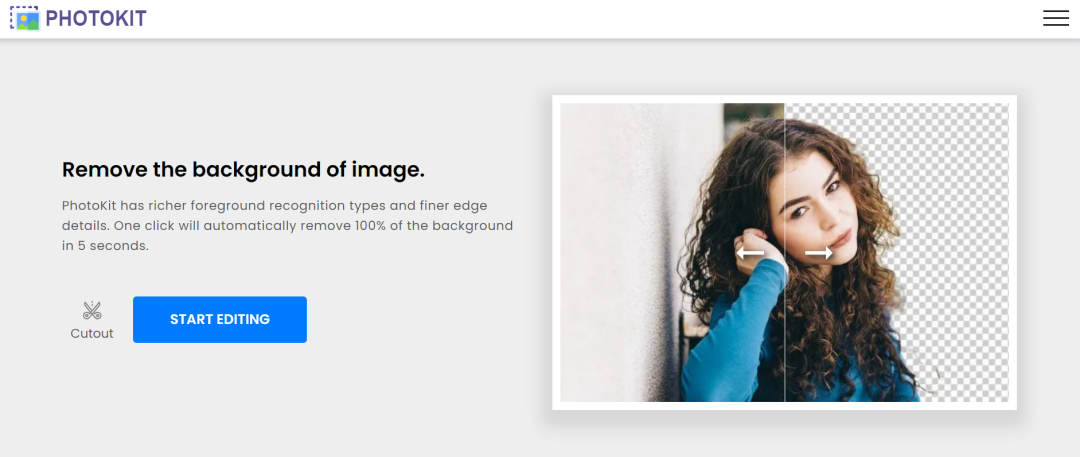 PHOTOKIT
Remove the background of image.
PhotoKit has richer foreground recognition types and finer edge
details. One click will automatically remove 100% of the background
in 5 seconds.
Cutout
START EDITING